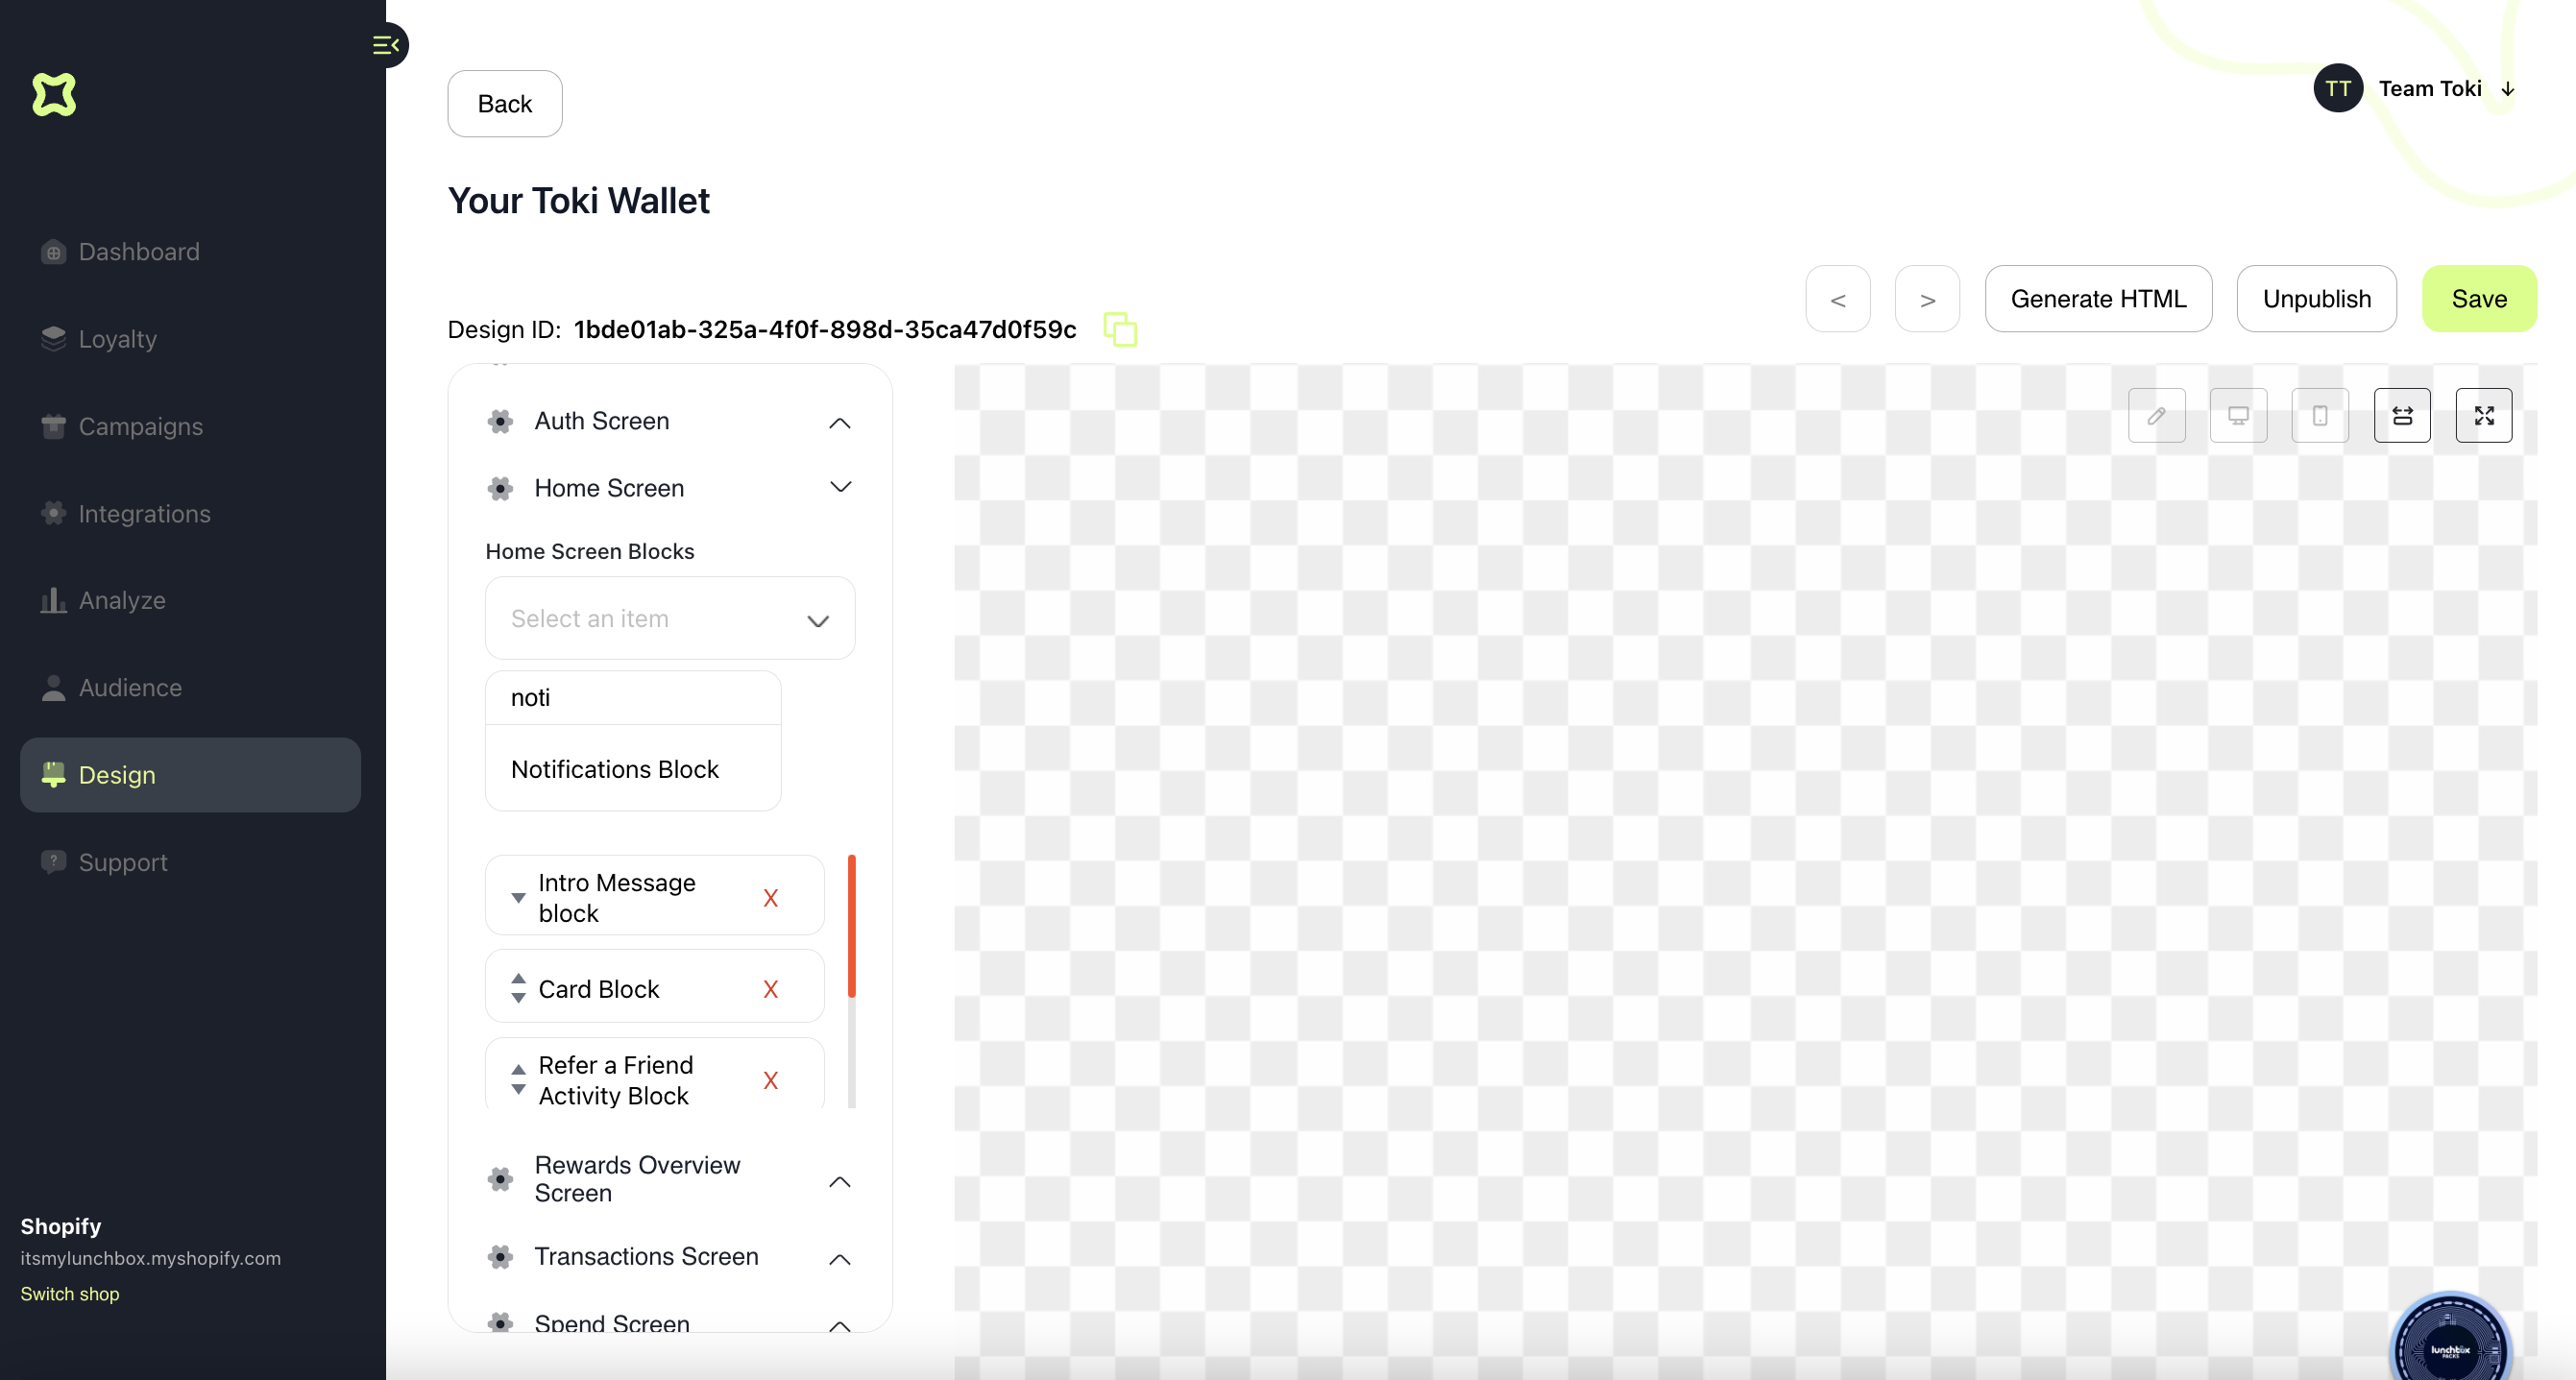 Back
TT Team Toki
Your Toki Wallet
Dashboard
Loyalty
Campaigns
Integrations
Analyze
Audience
Design
Support
Shopify
itsmylunchbox.myshopify.com
Switch shop
Design ID: 1bde01ab-325a-4f0f-898d-35ca47d0f59c
< > Generate HTML Unpublish Save
Auth Screen
Home Screen
Home Screen Blocks
Select an item
noti
Notifications Block
Intro Message
block X
Card Block X
Refer a Friend
Activity Block X
Rewards Overview
Screen
Transactions Screen
Spend Screen
lunchbox
PACKS